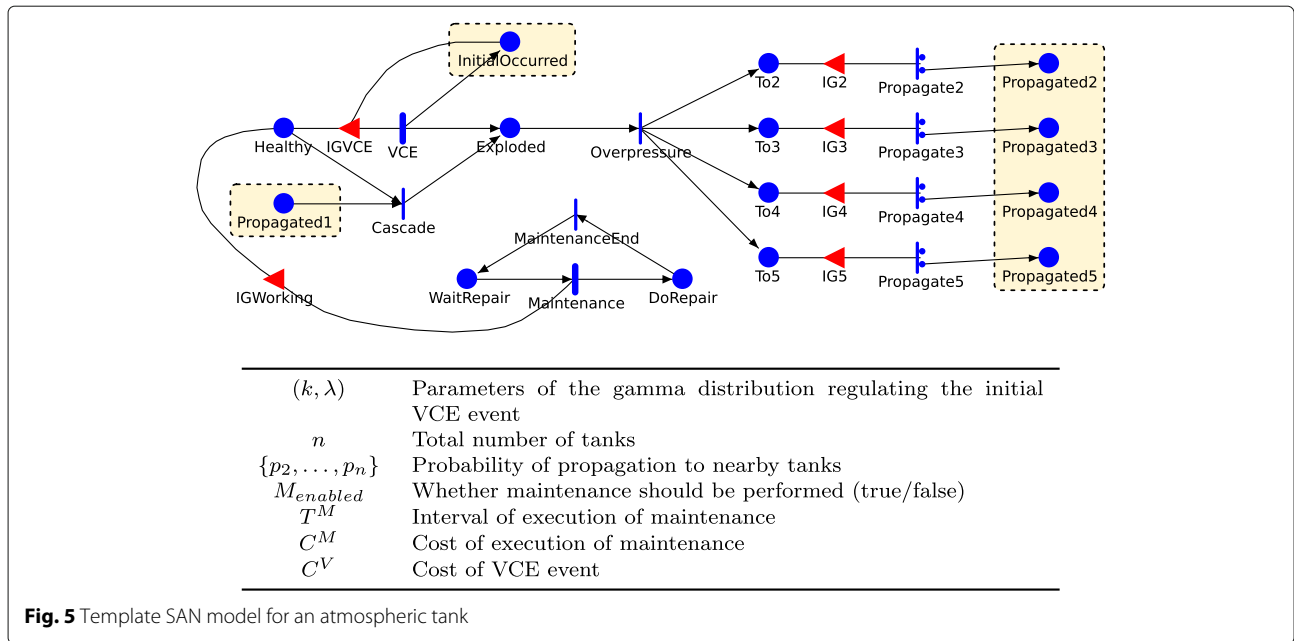 InitialOccurred
To2
IG2
Propagate2
Propagated2
Healthy
IGVCE
VCE
Exploded
Overpressure
To3
IG3
Propagate3
Propagated3
Propagated1
Cascade
To4
IG4
Propagate4
Propagated4
MaintenanceEnd
To5
IG5
Propagate5
Propagated5
IGWorking
WaitRepair
Maintenance
DoRepair
(k, λ) Parameters of the gamma distribution regulating the initial
VCE event
n Total number of tanks
{p₂, . . . , pₙ} Probability of propagation to nearby tanks
M_enabled Whether maintenance should be performed (true/false)
T^M Interval of execution of maintenance
C^M Cost of execution of maintenance
C^V Cost of VCE event
Fig. 5 Template SAN model for an atmospheric tank